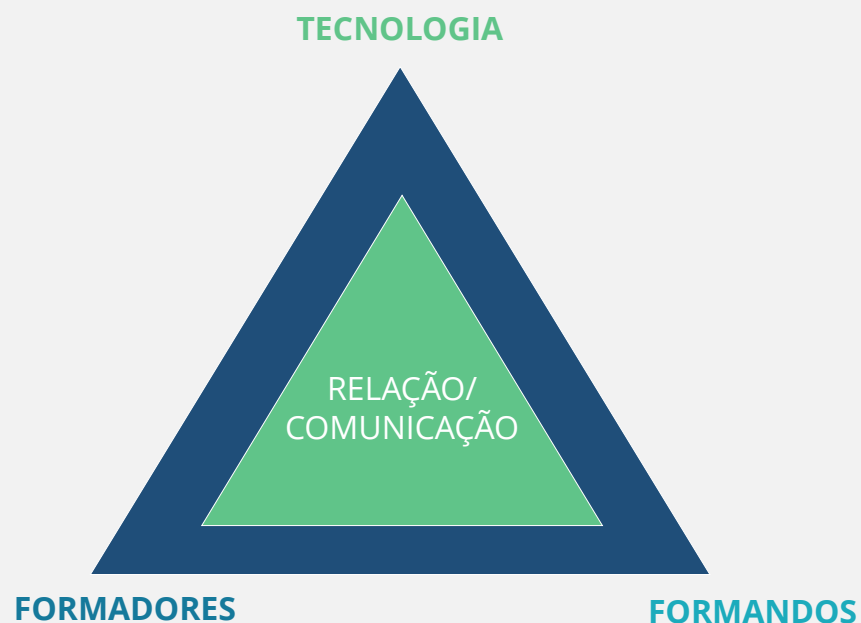 TECNOLOGIA
RELAÇÃO/
COMUNICAÇÃO
FORMADORES
FORMANDOS